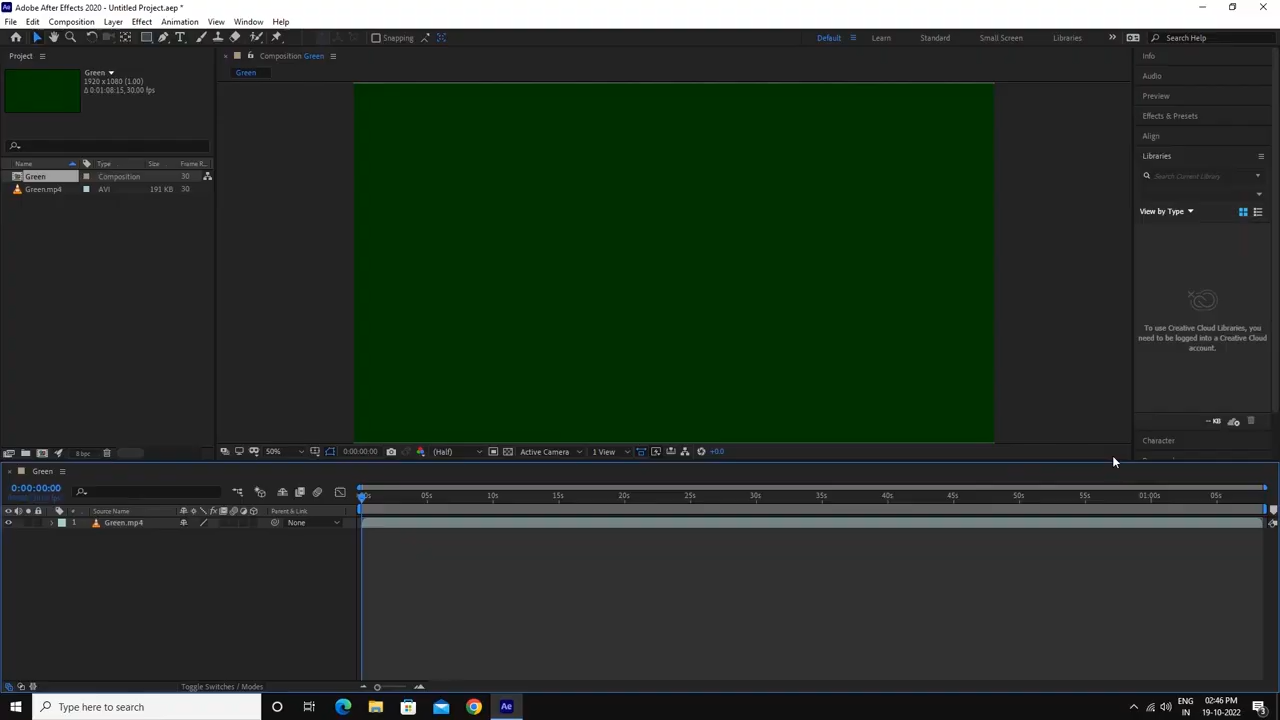 Adobe After Effects 2020 - Untitled Project.aep *
File Edit Composition Layer Effect Animation View Window Help
Snapping Default Learn Standard Small Screen Libraries Search Help
Project
Composition Green
Info
Green
1920 x 1080 (1.00)
Δ 0:01:08:15, 30.00 fps
Green
Audio
Preview
Effects & Presets
Align
Libraries
Name Type Size Frame R...
Green Composition 30
Search Current Library
Green.mp4 AVI 191 KB 30
View by Type
To use Creative Cloud Libraries, you
need to be logged into a Creative Cloud
account.
-- KB
Character
8 bpc
50% 0:00:00:00 (Half) Active Camera 1 View +0.0
Green
0:00:00:00
05s 10s 15s 20s 25s 30s 35s 40s 45s 50s 55s 01:00s 05s
# Source Name Parent & Link
1 Green.mp4 None
Toggle Switches / Modes
Type here to search
ENG
IN
02:46 PM
19-10-2022
3